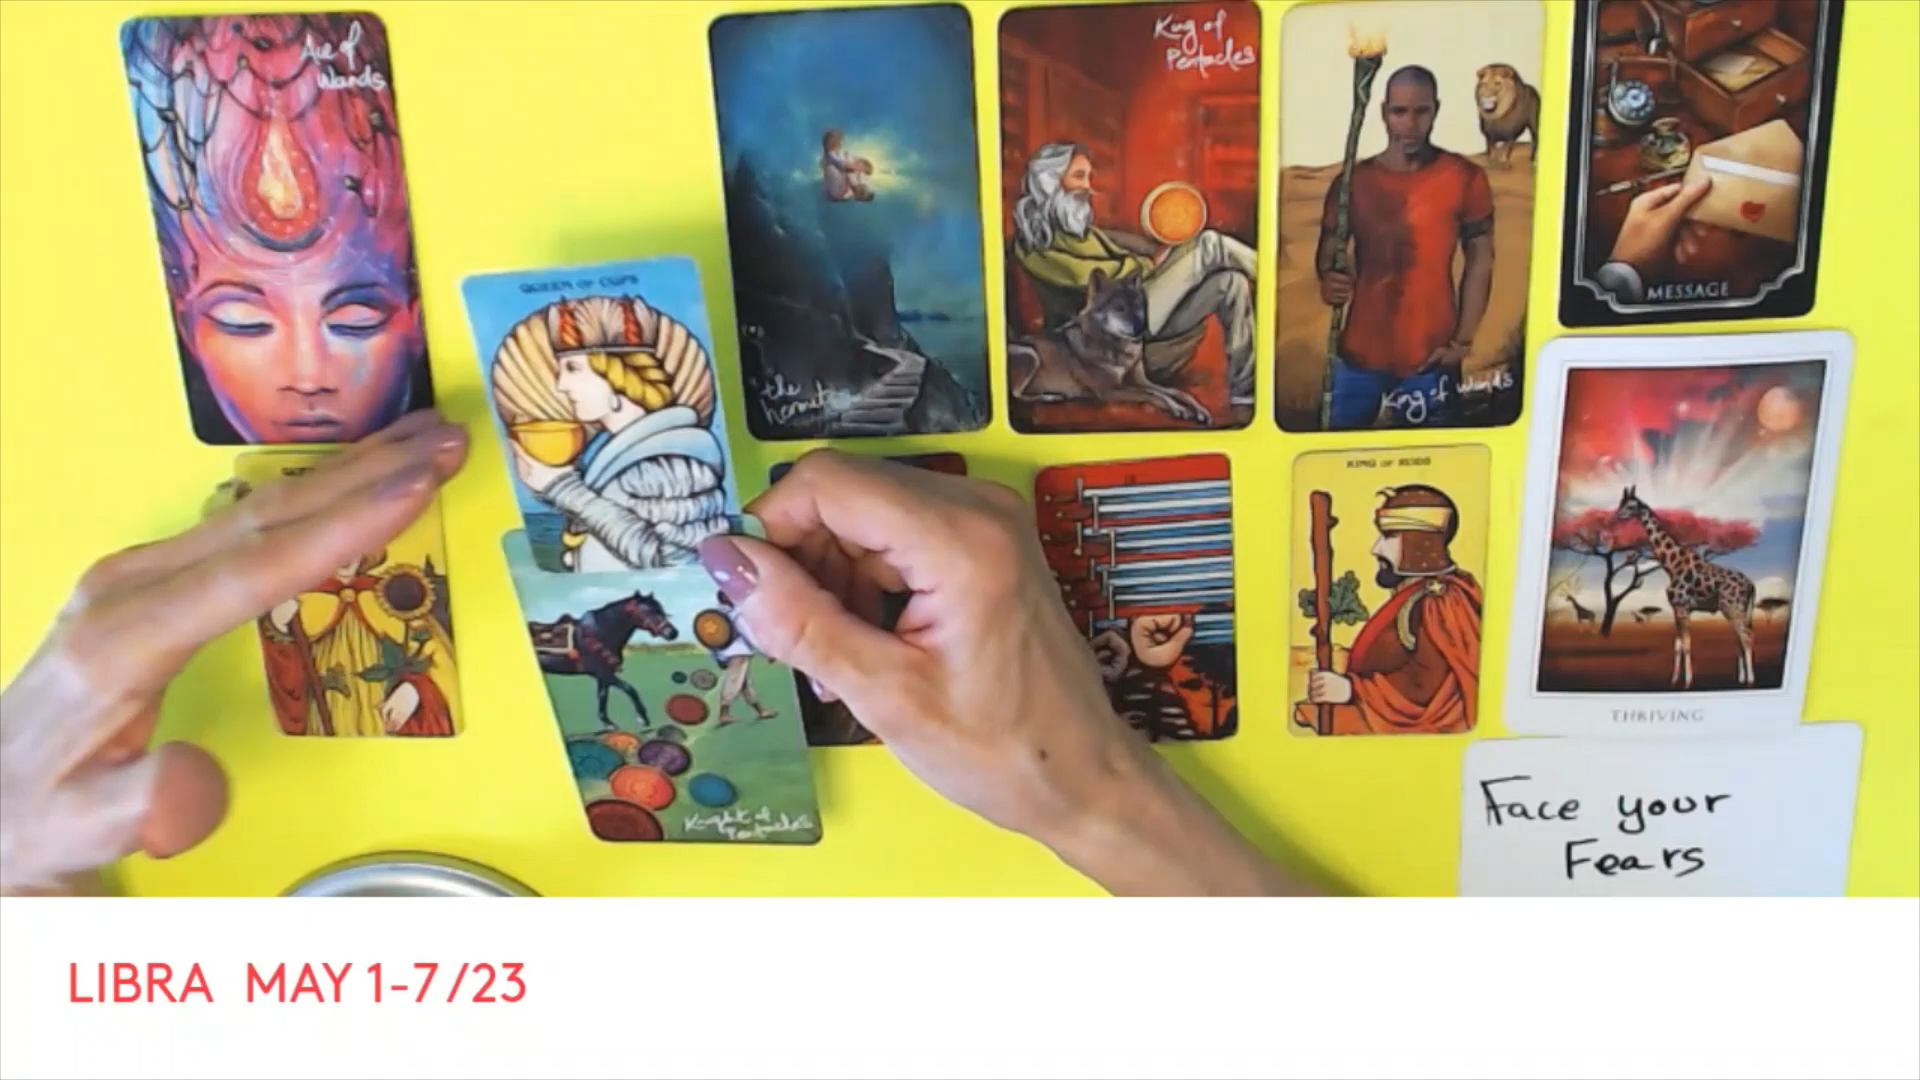 Ace of
Wands
QUEEN OF CUPS
the
hermit
King of
Pentacles
King of Wands
MESSAGE
KING OF RODS
THRIVING
Knight of
Pentacles
Face your
Fears
LIBRA MAY 1-7/23